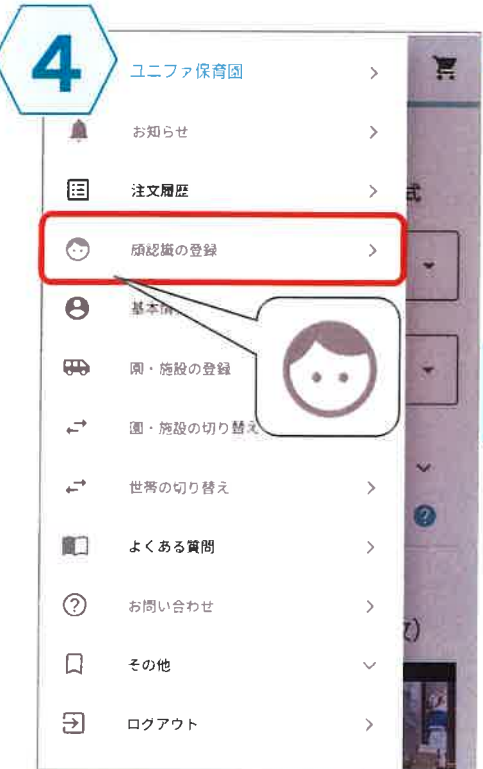 4
ユニファ保育園
お知らせ
注文履歴
式
顔認識の登録
基本情
園・施設の登録
園・施設の切り替え
世帯の切り替え
?
よくある質問
?
お問い合わせ
その他
ログアウト